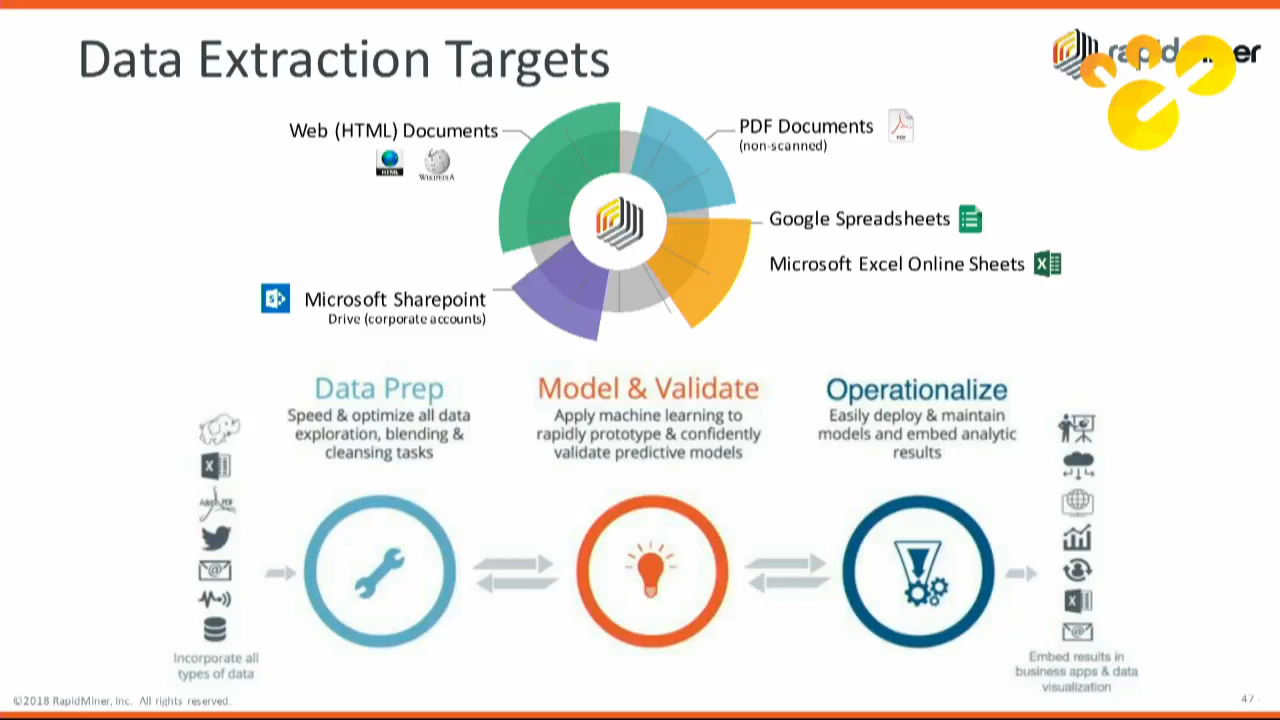 Data Extraction Targets
Web (HTML) Documents
HTML
WIKIPEDIA
PDF Documents
(non-scanned)
PDF
Google Spreadsheets
Microsoft Excel Online Sheets
Microsoft Sharepoint
Drive (corporate accounts)
Data Prep
Speed & optimize all data
exploration, blending &
cleansing tasks
Model & Validate
Apply machine learning to
rapidly prototype & confidently
validate predictive models
Operationalize
Easily deploy & maintain
models and embed analytic
results
Incorporate all
types of data
Embed results in
business apps & data
visualization
©2018 RapidMiner, Inc. All rights reserved.
47